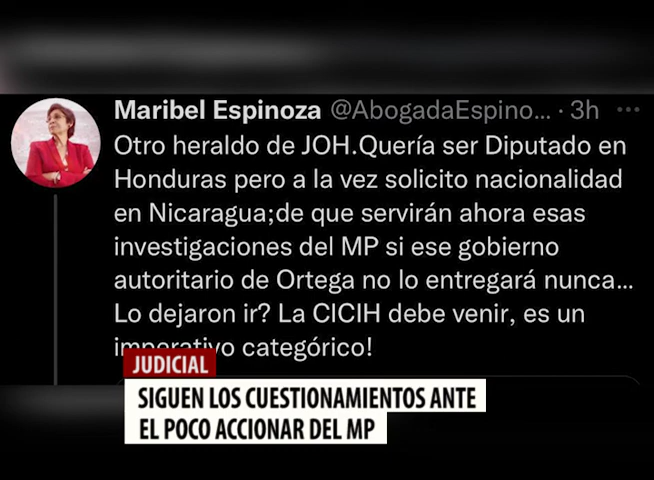 Maribel Espinoza @AbogadaEspino... · 3h ...
Otro heraldo de JOH.Quería ser Diputado en
Honduras pero a la vez solicito nacionalidad
en Nicaragua;de que servirán ahora esas
investigaciones del MP si ese gobierno
autoritario de Ortega no lo entregará nunca...
Lo dejaron ir? La CICIH debe venir, es un
imperativo categórico!
JUDICIAL
SIGUEN LOS CUESTIONAMIENTOS ANTE
EL POCO ACCIONAR DEL MP